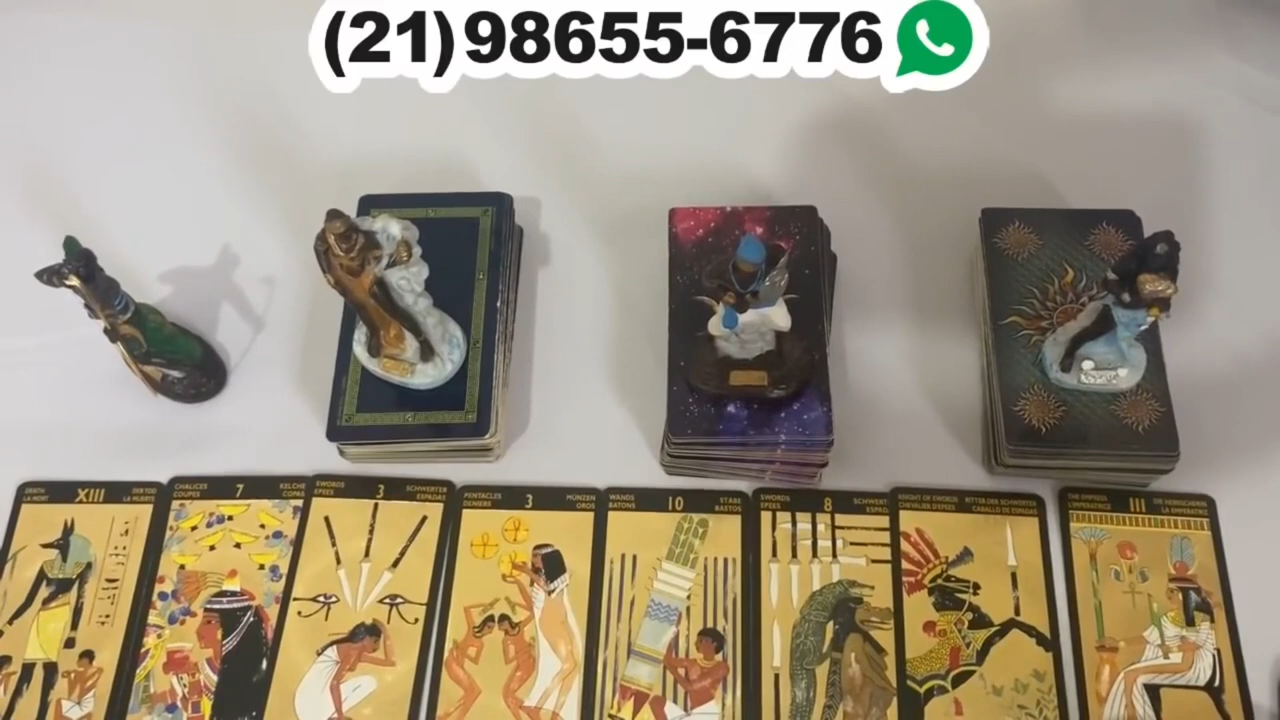 (21)98655-6776
DEATH XIII DER TOD
LA MORT LA MUERTE
CHALICES 7 KELCHE
COUPES COPAS
SWORDS 3 SCHWERTER
EPEES ESPADAS
PENTACLES 3 MÜNZEN
DENIERS OROS
WANDS 10 STABE
BATONS BASTOS
SWORDS 8 SCHWERT
EPEES ESPADA
KNIGHT OF SWORDS RITTER DER SCHWERTER
CHEVALIER D'EPEES CABALLO DE ESPADAS
THE EMPRESS III DIE HERRSCHERIN
L'IMPERATRICE LA EMPERATRIZ